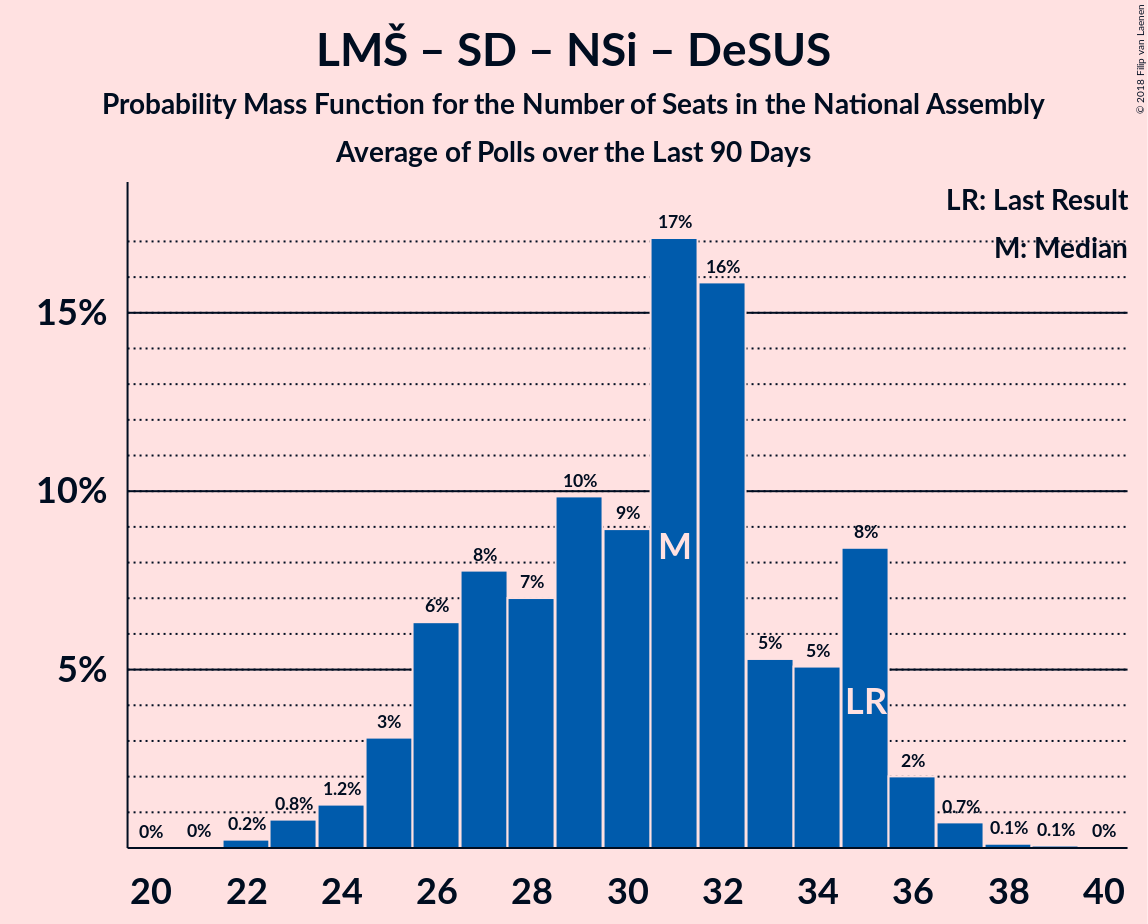 LMŠ – SD – NSi – DeSUS
Probability Mass Function for the Number of Seats in the National Assembly
Average of Polls over the Last 90 Days
© 2018 Filip van Laenen
LR: Last Result
M: Median
17%
16%
15%
10%
10%
9%
8%
8%
7%
6%
5%
5%
5%
3%
2%
1.2%
0.8%
0.7%
0.2%
0.1%
0.1%
0%
0%
0%
M
LR
20 22 24 26 28 30 32 34 36 38 40